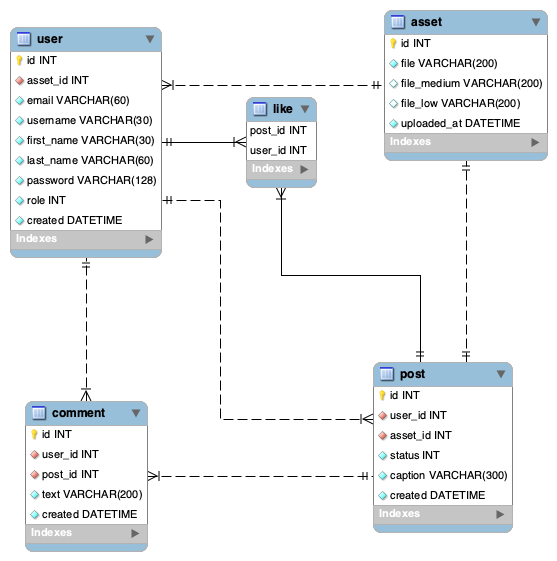 user
id INT
asset_id INT
email VARCHAR(60)
username VARCHAR(30)
first_name VARCHAR(30)
last_name VARCHAR(60)
password VARCHAR(128)
role INT
created DATETIME
Indexes
asset
id INT
file VARCHAR(200)
file_medium VARCHAR(200)
file_low VARCHAR(200)
uploaded_at DATETIME
Indexes
like
post_id INT
user_id INT
Indexes
comment
id INT
user_id INT
post_id INT
text VARCHAR(200)
created DATETIME
Indexes
post
id INT
user_id INT
asset_id INT
status INT
caption VARCHAR(300)
created DATETIME
Indexes